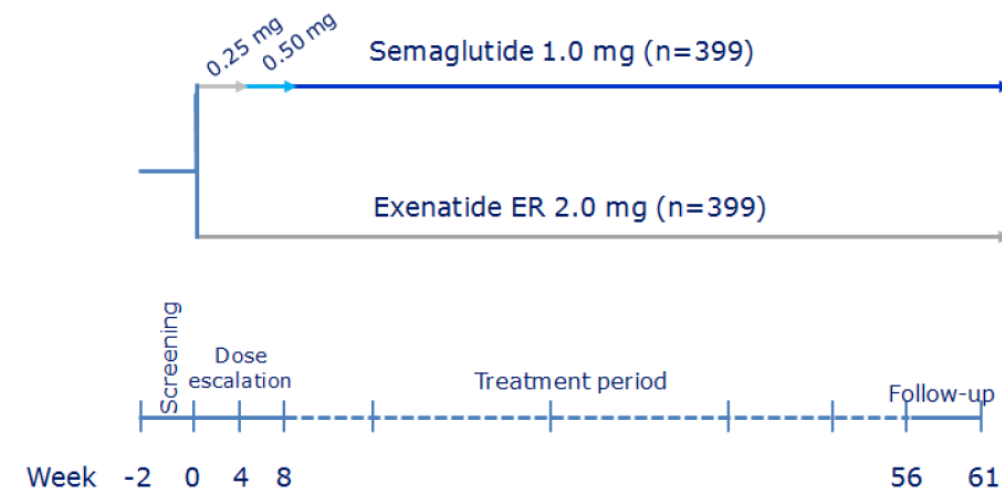 0.25 mg
0.50 mg
Semaglutide 1.0 mg (n=399)
Exenatide ER 2.0 mg (n=399)
Screening
Dose
escalation
Treatment period
Follow-up
Week -2 0 4 8 56 61